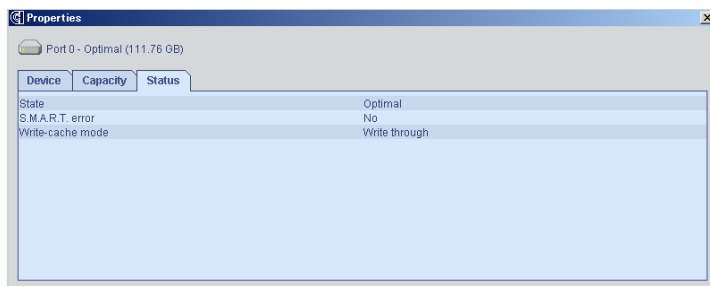 Properties
Port 0 - Optimal (111.76 GB)
Device Capacity Status
State Optimal
S.M.A.R.T. error No
Write-cache mode Write through